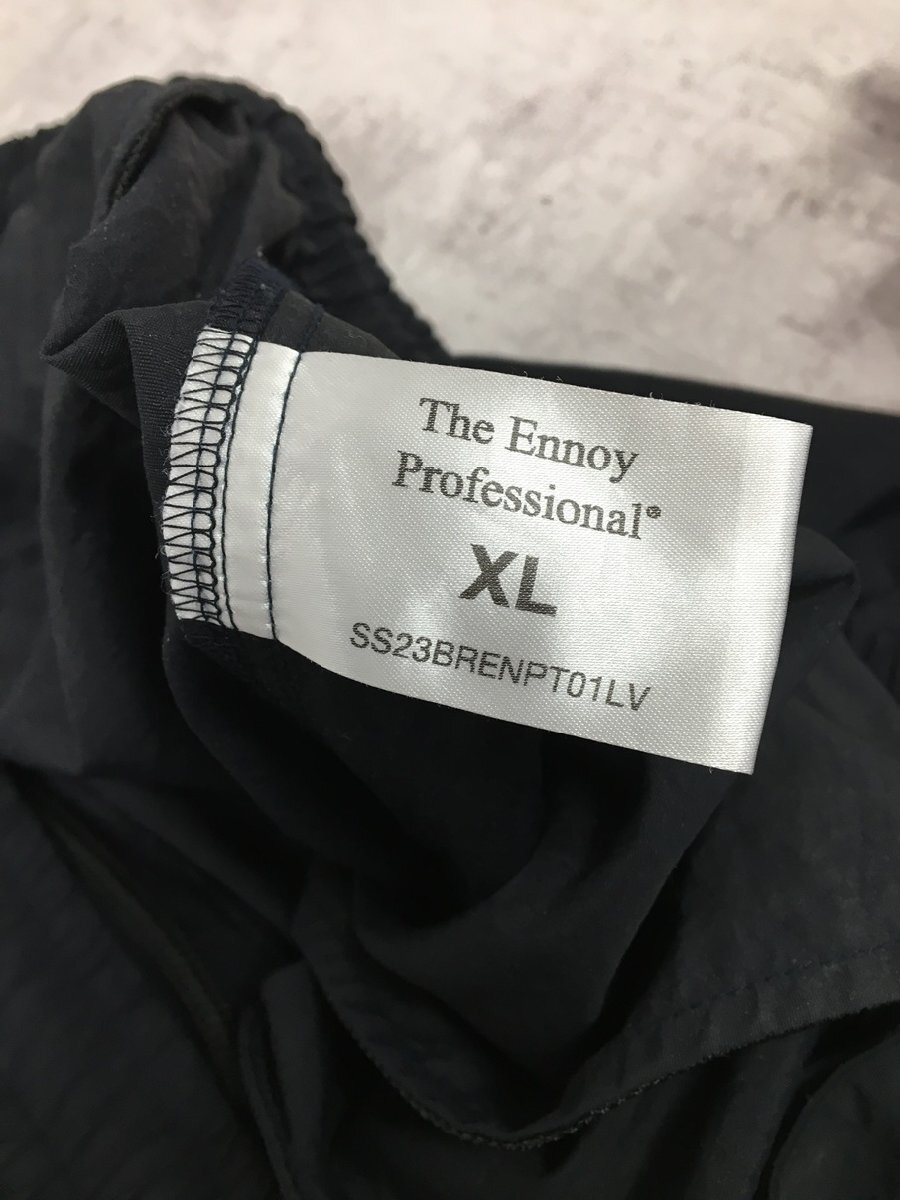 The Ennoy
Professional®
XL
SS23BRENPT01LV